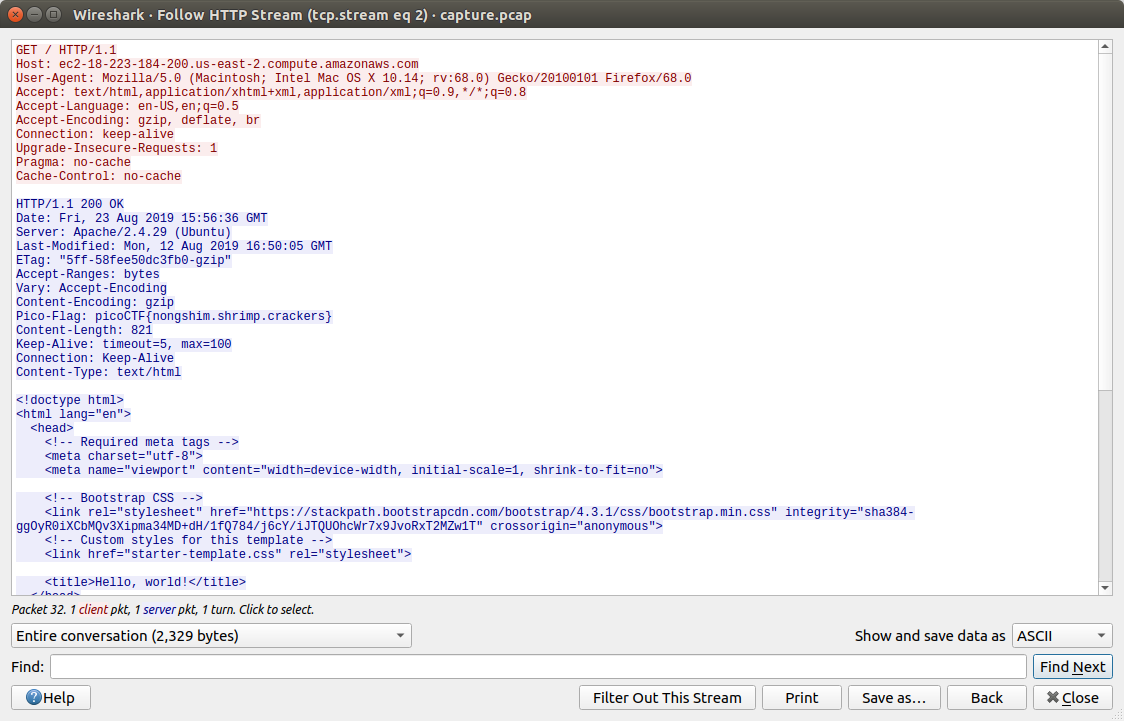 Wireshark · Follow HTTP Stream (tcp.stream eq 2) · capture.pcap
GET / HTTP/1.1
Host: ec2-18-223-184-200.us-east-2.compute.amazonaws.com
User-Agent: Mozilla/5.0 (Macintosh; Intel Mac OS X 10.14; rv:68.0) Gecko/20100101 Firefox/68.0
Accept: text/html,application/xhtml+xml,application/xml;q=0.9,*/*;q=0.8
Accept-Language: en-US,en;q=0.5
Accept-Encoding: gzip, deflate, br
Connection: keep-alive
Upgrade-Insecure-Requests: 1
Pragma: no-cache
Cache-Control: no-cache
HTTP/1.1 200 OK
Date: Fri, 23 Aug 2019 15:56:36 GMT
Server: Apache/2.4.29 (Ubuntu)
Last-Modified: Mon, 12 Aug 2019 16:50:05 GMT
ETag: "5ff-58fee50dc3fb0-gzip"
Accept-Ranges: bytes
Vary: Accept-Encoding
Content-Encoding: gzip
Pico-Flag: picoCTF{nongshim.shrimp.crackers}
Content-Length: 821
Keep-Alive: timeout=5, max=100
Connection: Keep-Alive
Content-Type: text/html
<!doctype html>
<html lang="en">
<head>
<!-- Required meta tags -->
<meta charset="utf-8">
<meta name="viewport" content="width=device-width, initial-scale=1, shrink-to-fit=no">
<!-- Bootstrap CSS -->
<link rel="stylesheet" href="https://stackpath.bootstrapcdn.com/bootstrap/4.3.1/css/bootstrap.min.css" integrity="sha384-
ggOyR0iXCbMQv3Xipma34MD+dH/1fQ784/j6cY/iJTQUOhcWr7x9JvoRxT2MZw1T" crossorigin="anonymous">
<!-- Custom styles for this template -->
<link href="starter-template.css" rel="stylesheet">
<title>Hello, world!</title>
</head>
Packet 32. 1 client pkt, 1 server pkt, 1 turn. Click to select.
Entire conversation (2,329 bytes)
Show and save data as
ASCII
Find:
Find Next
Help
Filter Out This Stream
Print
Save as…
Back
Close